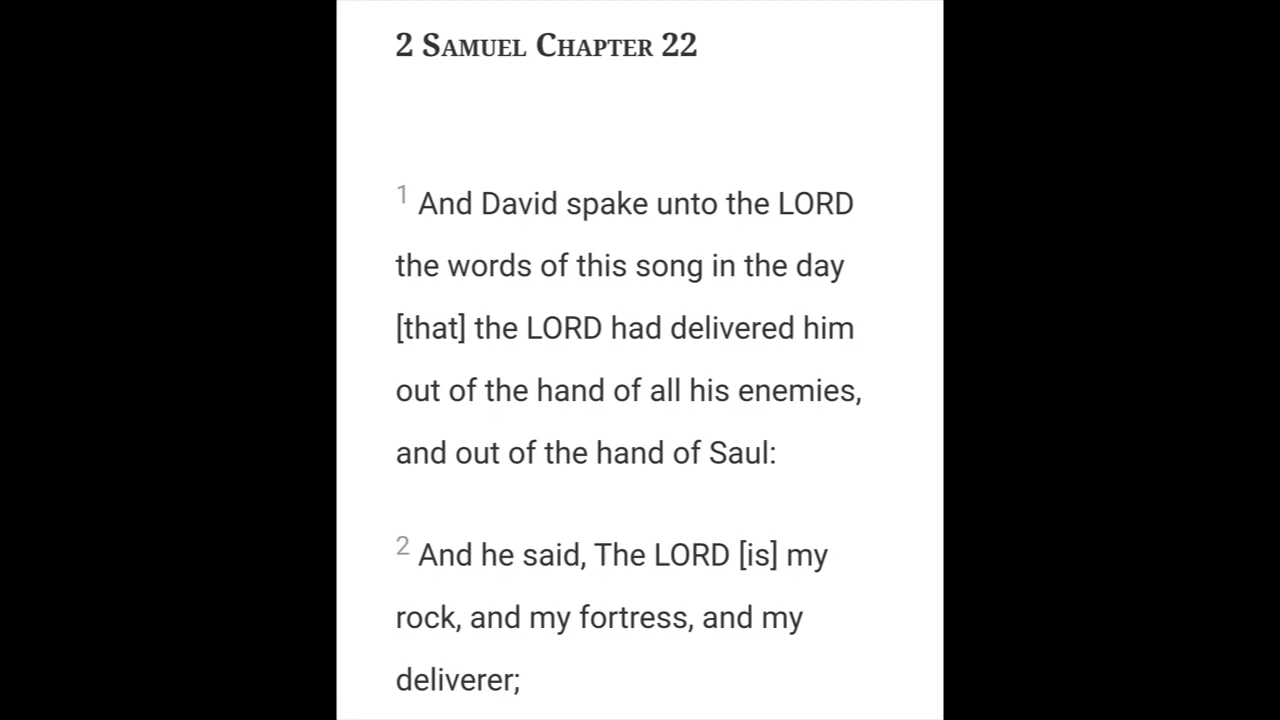 2 Samuel Chapter 22
1 And David spake unto the LORD
the words of this song in the day
[that] the LORD had delivered him
out of the hand of all his enemies,
and out of the hand of Saul:
2 And he said, The LORD [is] my
rock, and my fortress, and my
deliverer;